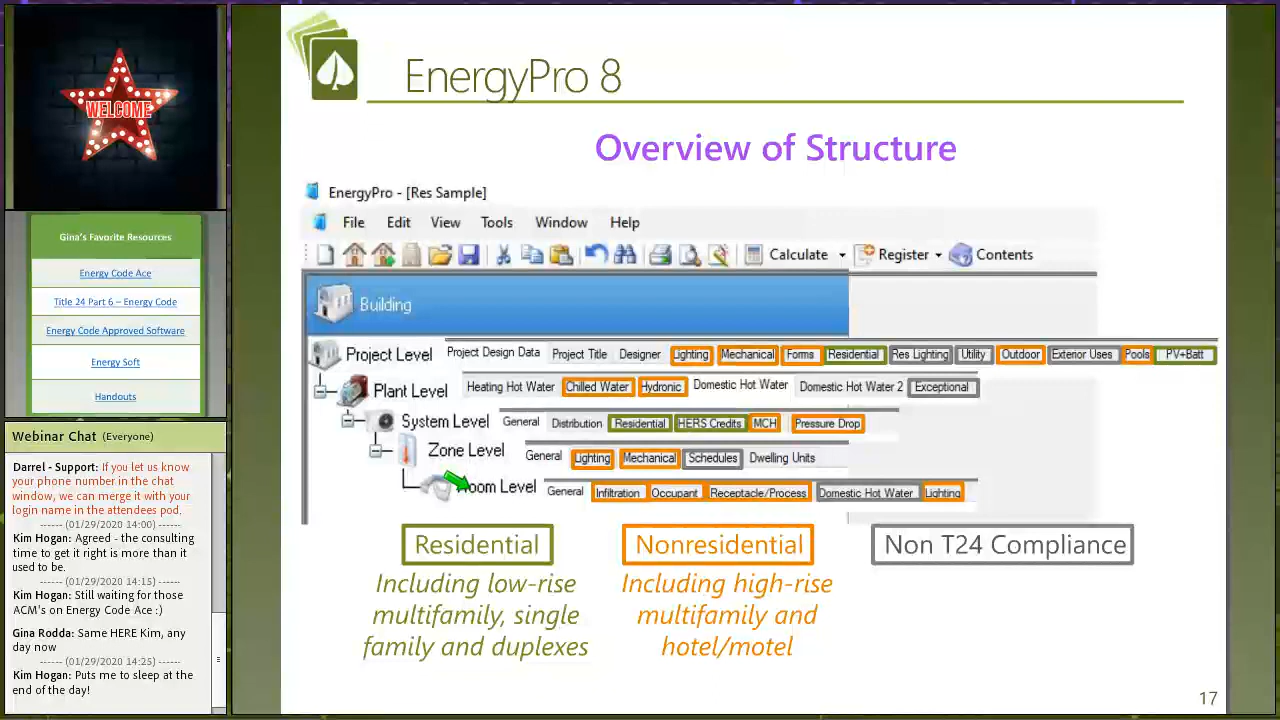 WELCOME
Gina's Favorite Resources
Energy Code Ace
Title 24 Part 6 – Energy Code
Energy Code Approved Software
Energy Soft
Handouts
Webinar Chat (Everyone)
Darrel - Support: If you let us know
your phone number in the chat
window, we can merge it with your
login name in the attendees pod.
------ (01/29/2020 14:00) ------
Kim Hogan: Agreed - the consulting
time to get it right is more than it
used to be.
------ (01/29/2020 14:15) ------
Kim Hogan: Still waiting for those
ACM's on Energy Code Ace :)
Gina Rodda: Same HERE Kim, any
day now
------ (01/29/2020 14:25) ------
Kim Hogan: Puts me to sleep at the
end of the day!
EnergyPro 8
Overview of Structure
EnergyPro - [Res Sample]
File Edit View Tools Window Help
Calculate Register Contents
Building
Project Level Project Design Data Project Title Designer Lighting Mechanical Forms Residential Res Lighting Utility Outdoor Exterior Uses Pools PV+Batt
Plant Level Heating Hot Water Chilled Water Hydronic Domestic Hot Water Domestic Hot Water 2 Exceptional
System Level General Distribution Residential HERS Credits MCH Pressure Drop
Zone Level General Lighting Mechanical Schedules Dwelling Units
Room Level General Infiltration Occupant Receptacle/Process Domestic Hot Water Lighting
Residential Nonresidential Non T24 Compliance
Including low-rise
multifamily, single
family and duplexes
Including high-rise
multifamily and
hotel/motel
17